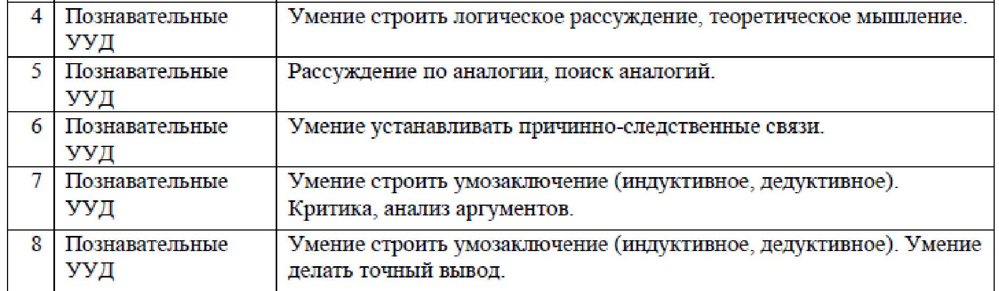 4 Познавательные Умение строить логическое рассуждение, теоретическое мышление.
УУД
5 Познавательные Рассуждение по аналогии, поиск аналогий.
УУД
6 Познавательные Умение устанавливать причинно-следственные связи.
УУД
7 Познавательные Умение строить умозаключение (индуктивное, дедуктивное).
УУД Критика, анализ аргументов.
8 Познавательные Умение строить умозаключение (индуктивное, дедуктивное). Умение
УУД делать точный вывод.